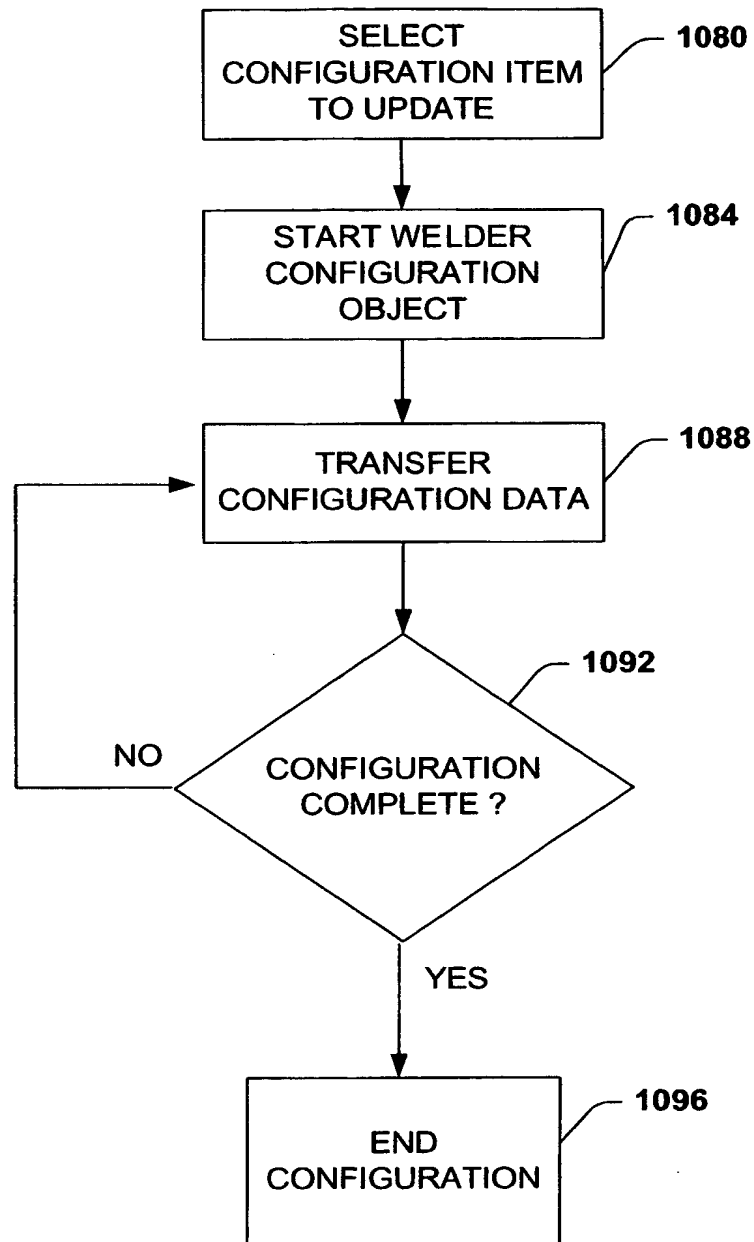 SELECT
CONFIGURATION ITEM
TO UPDATE
1080
START WELDER
CONFIGURATION
OBJECT
1084
TRANSFER
CONFIGURATION DATA
1088
CONFIGURATION
COMPLETE ?
1092
NO
YES
END
CONFIGURATION
1096